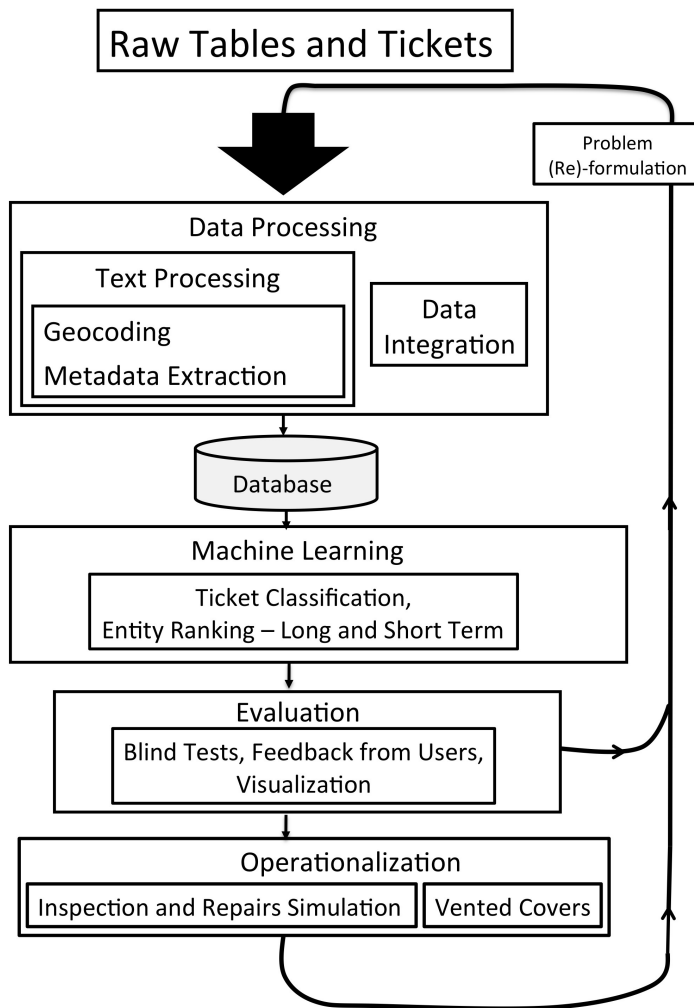 Raw Tables and Tickets
Problem
(Re)-formulation
Data Processing
Text Processing
Geocoding
Metadata Extraction
Data
Integration
Database
Machine Learning
Ticket Classification,
Entity Ranking – Long and Short Term
Evaluation
Blind Tests, Feedback from Users,
Visualization
Operationalization
Inspection and Repairs Simulation
Vented Covers